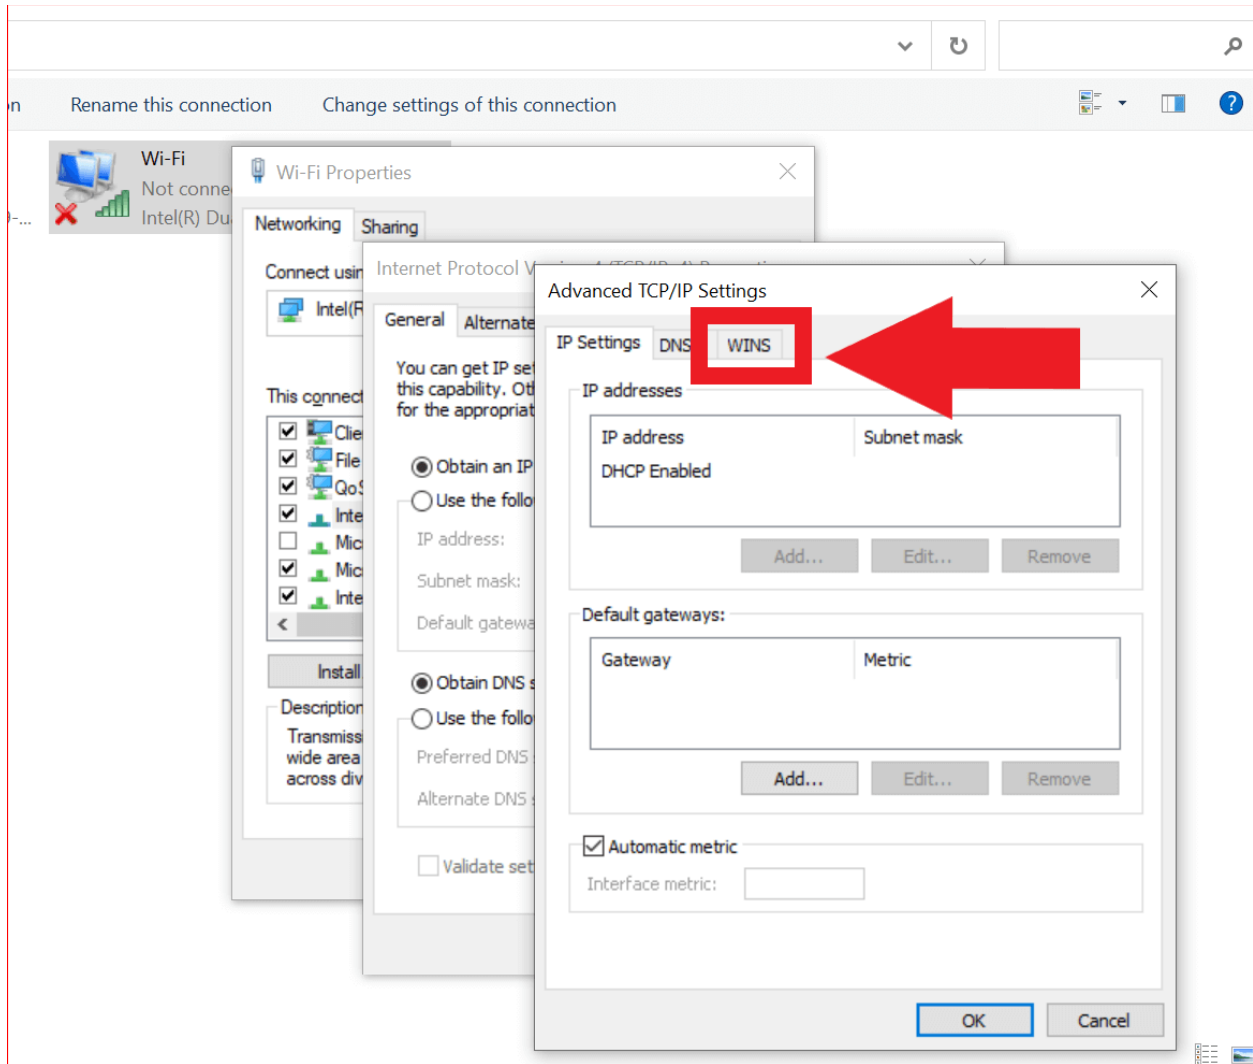 on Rename this connection Change settings of this connection
Wi-Fi
Not conne
Intel(R) Du
9-...
Wi-Fi Properties
Networking Sharing
Connect usin
Intel(R
This connect
Clie
File
QoS
Inte
Mic
Mic
Inte
Install
Description
Transmiss
wide area
across div
Internet Protocol V
General Alternate
You can get IP set
this capability. Ot
for the appropriat
Obtain an IP
Use the follo
IP address:
Subnet mask:
Default gatewa
Obtain DNS s
Use the follo
Preferred DNS s
Alternate DNS s
Validate set
Advanced TCP/IP Settings
IP Settings DNS WINS
IP addresses
IP address Subnet mask
DHCP Enabled
Add... Edit... Remove
Default gateways:
Gateway Metric
Add... Edit... Remove
Automatic metric
Interface metric:
OK Cancel